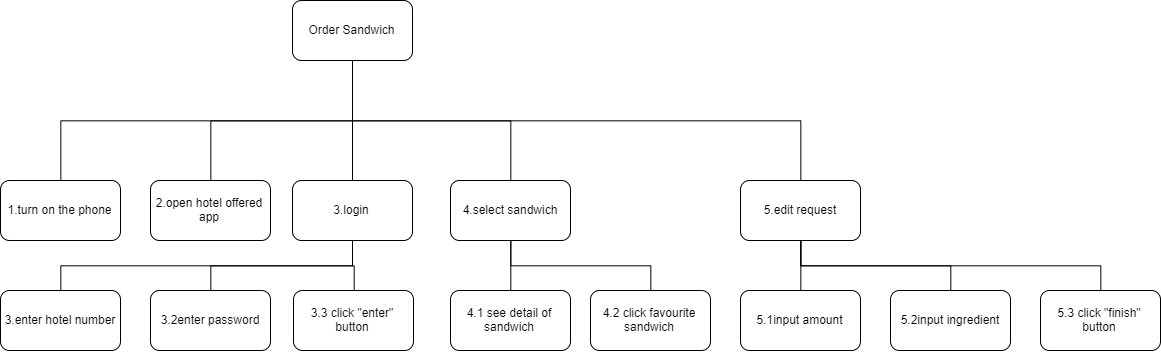 Order Sandwich
1.turn on the phone
2.open hotel offered
app
3.login
4.select sandwich
5.edit request
3.enter hotel number
3.2enter password
3.3 click "enter"
button
4.1 see detail of
sandwich
4.2 click favourite
sandwich
5.1input amount
5.2input ingredient
5.3 click "finish"
button